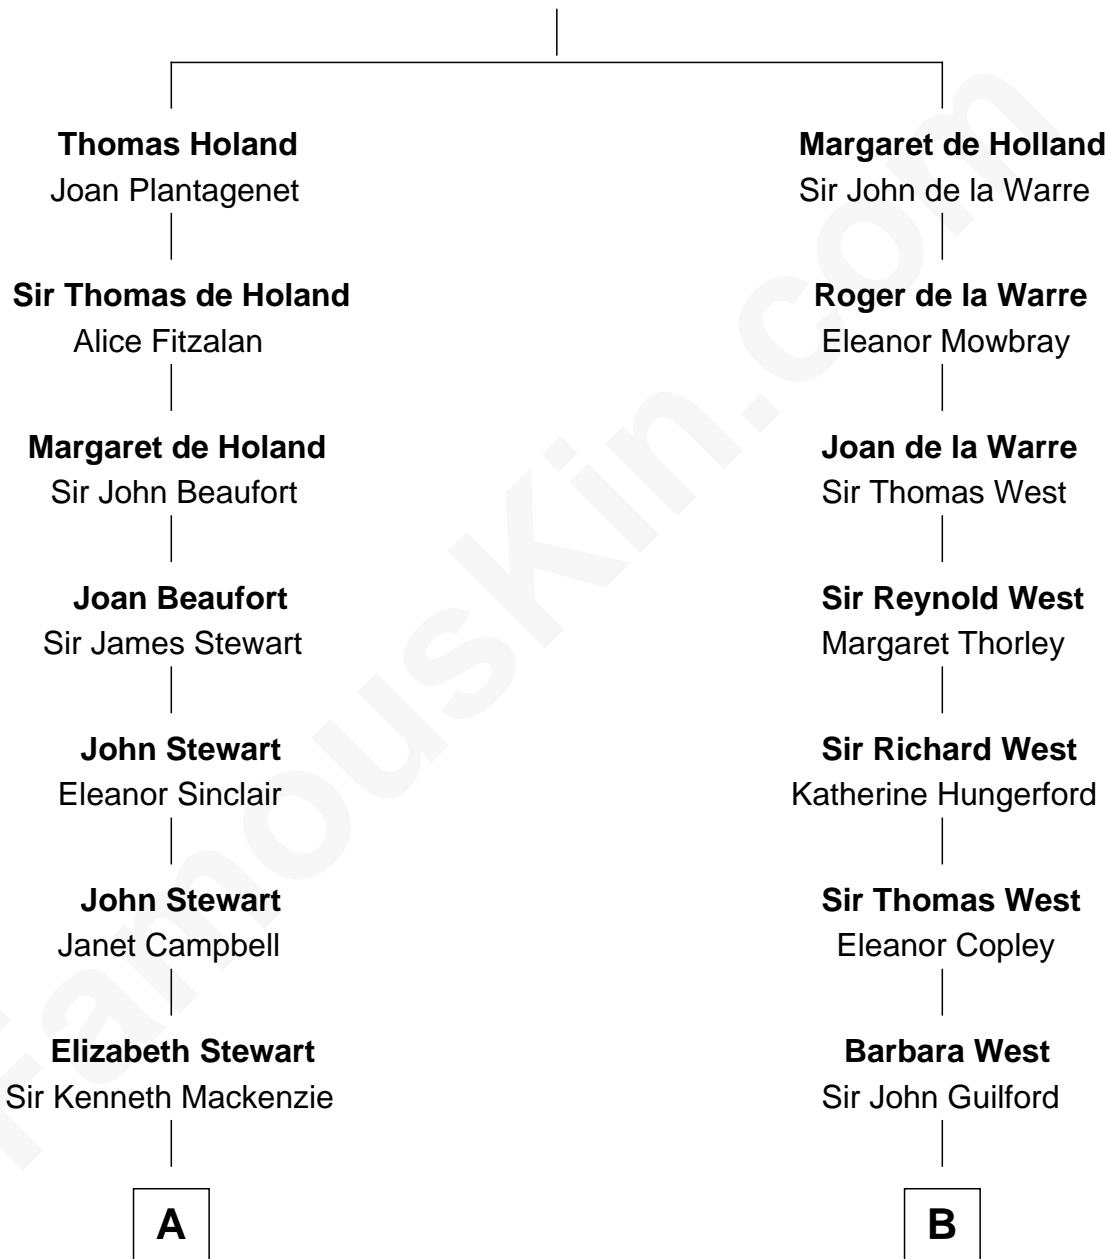 Thomas Holand
Joan Plantagenet
Sir Thomas de Holand
Alice Fitzalan
Margaret de Holand
Sir John Beaufort
Joan Beaufort
Sir James Stewart
John Stewart
Eleanor Sinclair
John Stewart
Janet Campbell
Elizabeth Stewart
Sir Kenneth Mackenzie
A
Margaret de Holland
Sir John de la Warre
Roger de la Warre
Eleanor Mowbray
Joan de la Warre
Sir Thomas West
Sir Reynold West
Margaret Thorley
Sir Richard West
Katherine Hungerford
Sir Thomas West
Eleanor Copley
Barbara West
Sir John Guilford
B
FamousKin.com